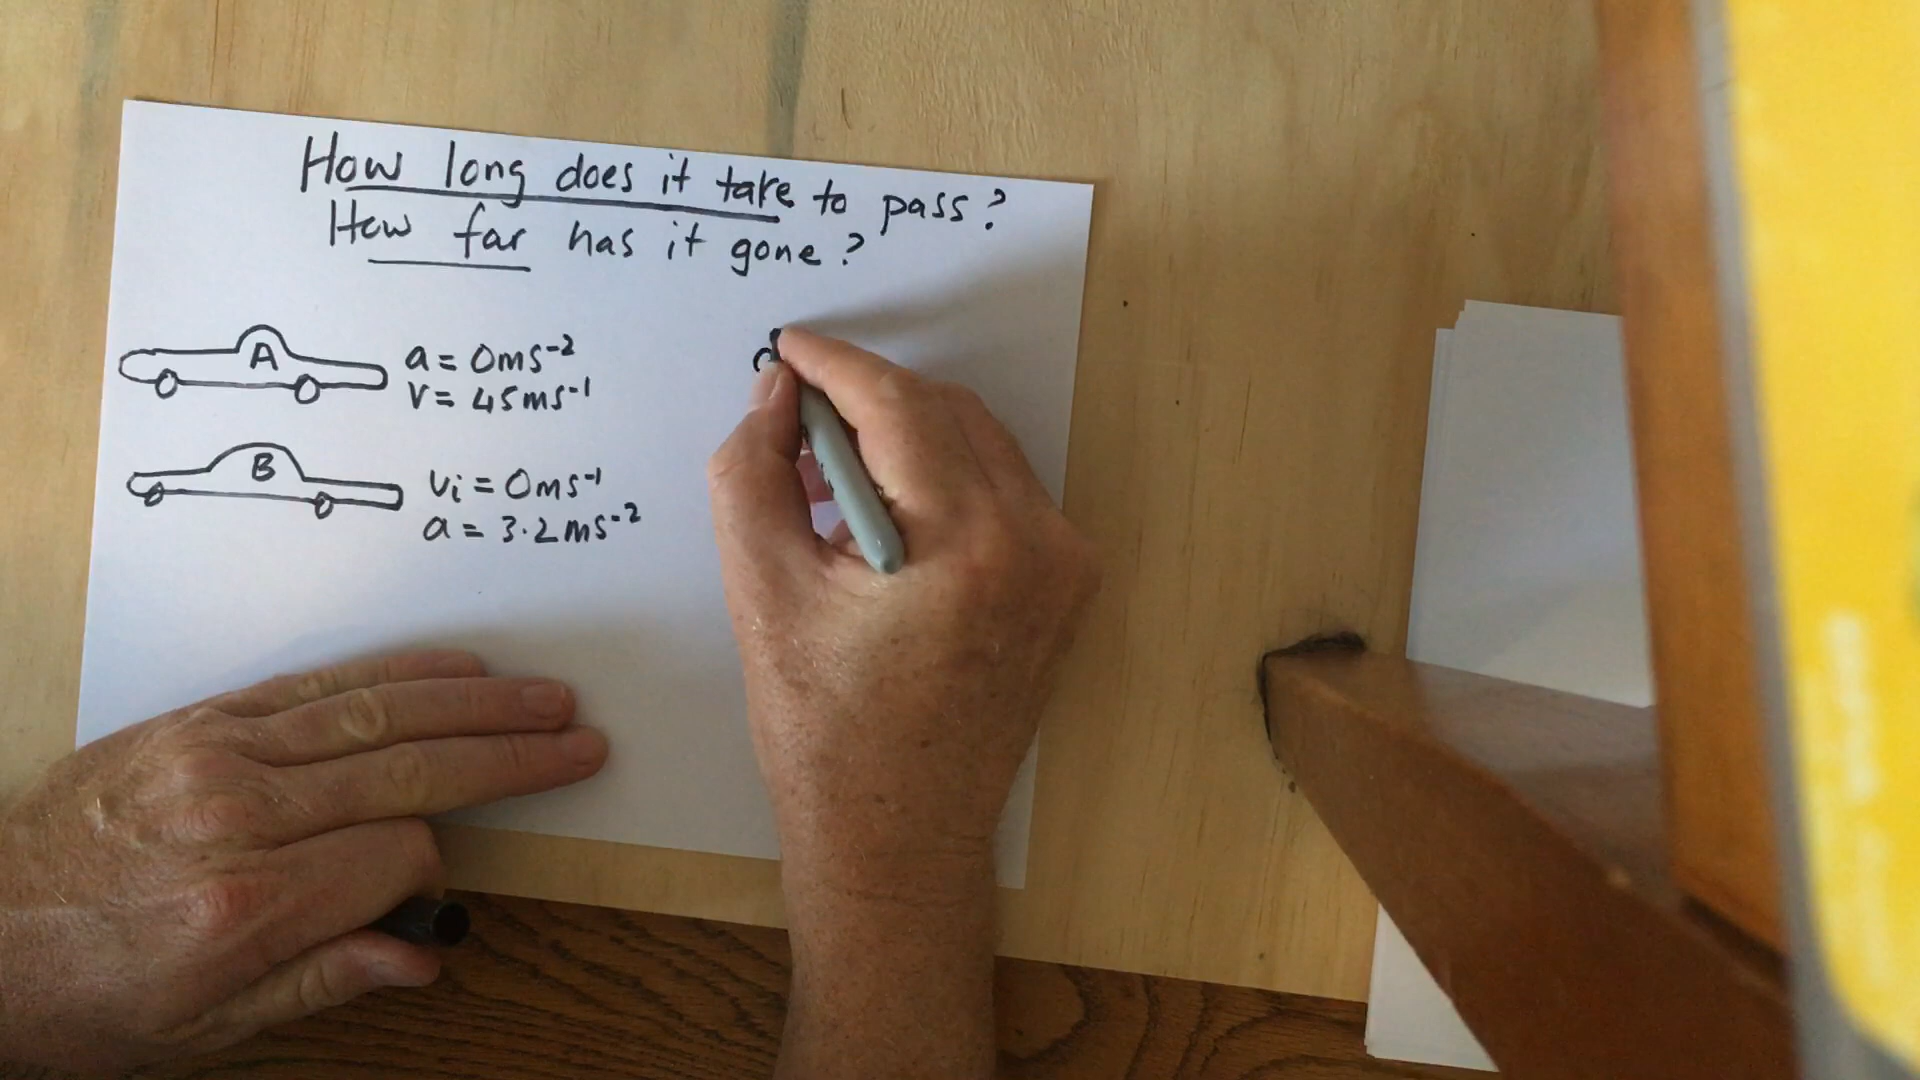 How long does it take to pass?
How far has it gone?
A
a = 0ms⁻²
v = 45ms⁻¹
B
vi = 0ms⁻¹
a = 3.2ms⁻²